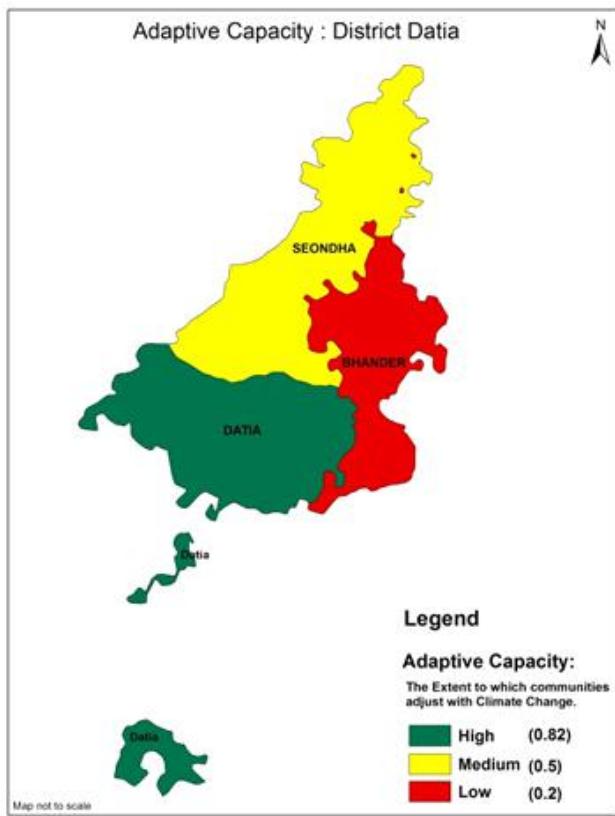 Adaptive Capacity : District Datia
N
SEONDHA
BHANDER
DATIA
Datia
Datia
Legend
Adaptive Capacity:
The Extent to which communities
adjust with Climate Change.
High (0.82)
Medium (0.5)
Low (0.2)
Map not to scale